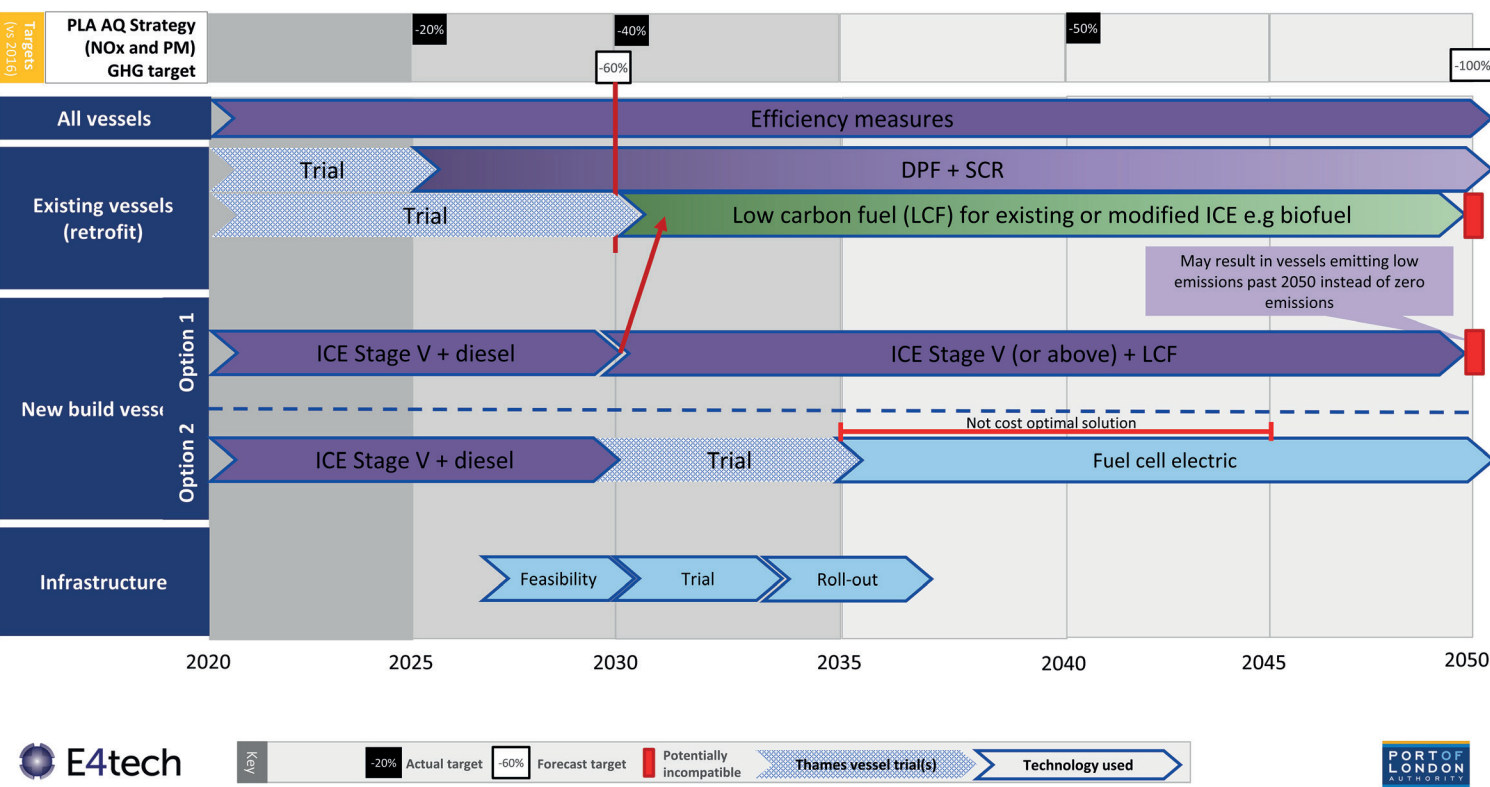 Targets
(vs 2016)
PLA AQ Strategy
(NOx and PM)
GHG target
-20%
-40%
-60%
-50%
-100%
All vessels
Efficiency measures
Existing vessels
(retrofit)
Trial
DPF + SCR
Trial
Low carbon fuel (LCF) for existing or modified ICE e.g biofuel
May result in vessels emitting low
emissions past 2050 instead of zero
emissions
New build vesse
Option 1
ICE Stage V + diesel
ICE Stage V (or above) + LCF
Option 2
Not cost optimal solution
ICE Stage V + diesel
Trial
Fuel cell electric
Infrastructure
Feasibility
Trial
Roll-out
2020
2025
2030
2035
2040
2045
2050
E4tech
Key
-20%
Actual target
-60%
Forecast target
Potentially
incompatible
Thames vessel trial(s)
Technology used
PORT OF
LONDON
AUTHORITY